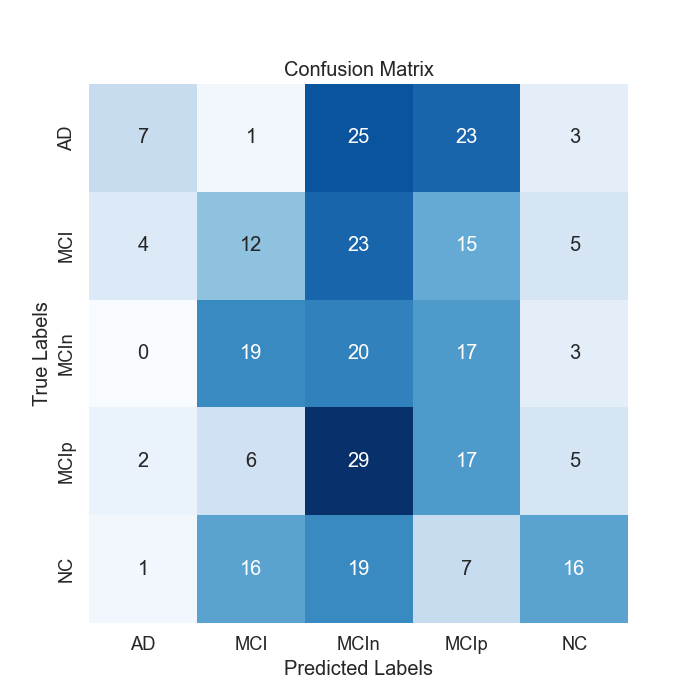 Confusion Matrix
AD 7 1 25 23 3
MCI 4 12 23 15 5
MCIn 0 19 20 17 3
MCIp 2 6 29 17 5
NC 1 16 19 7 16
AD MCI MCIn MCIp NC
True Labels
Predicted Labels